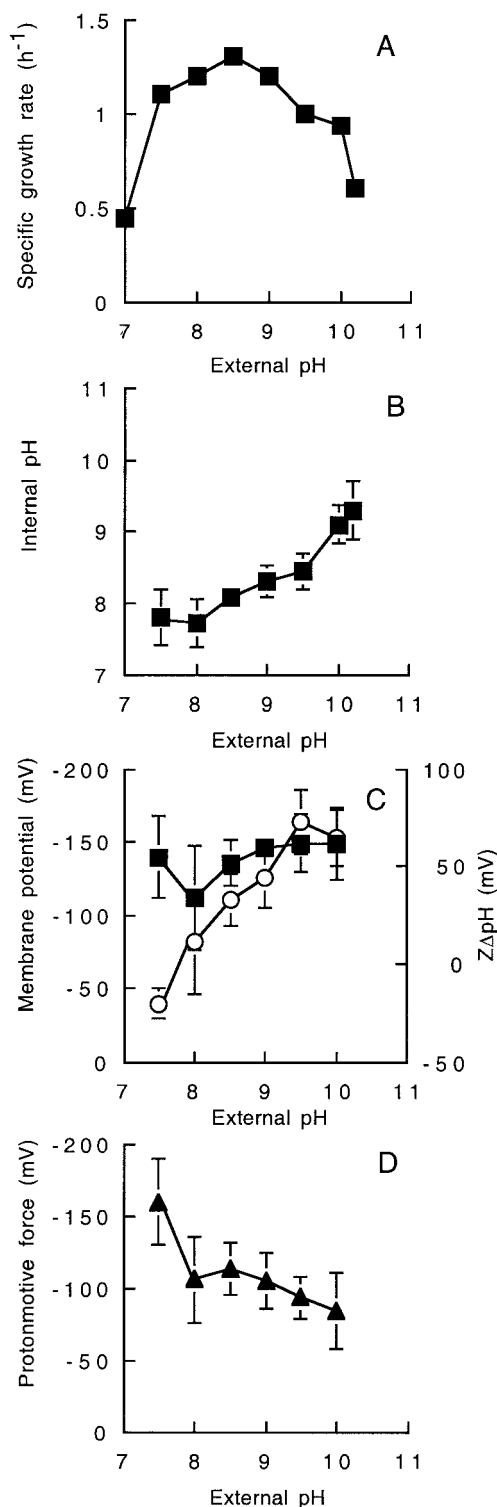 A
Specific growth rate (h-1)
1.5
1
0.5
0
7 8 9 10 11
External pH
B
Internal pH
11
10
9
8
7
7 8 9 10 11
External pH
C
Membrane potential (mV)
-200
-150
-100
-50
0
100
50
0
-50
ZΔpH (mV)
7 8 9 10 11
External pH
D
Protonmotive force (mV)
-200
-150
-100
-50
0
7 8 9 10 11
External pH